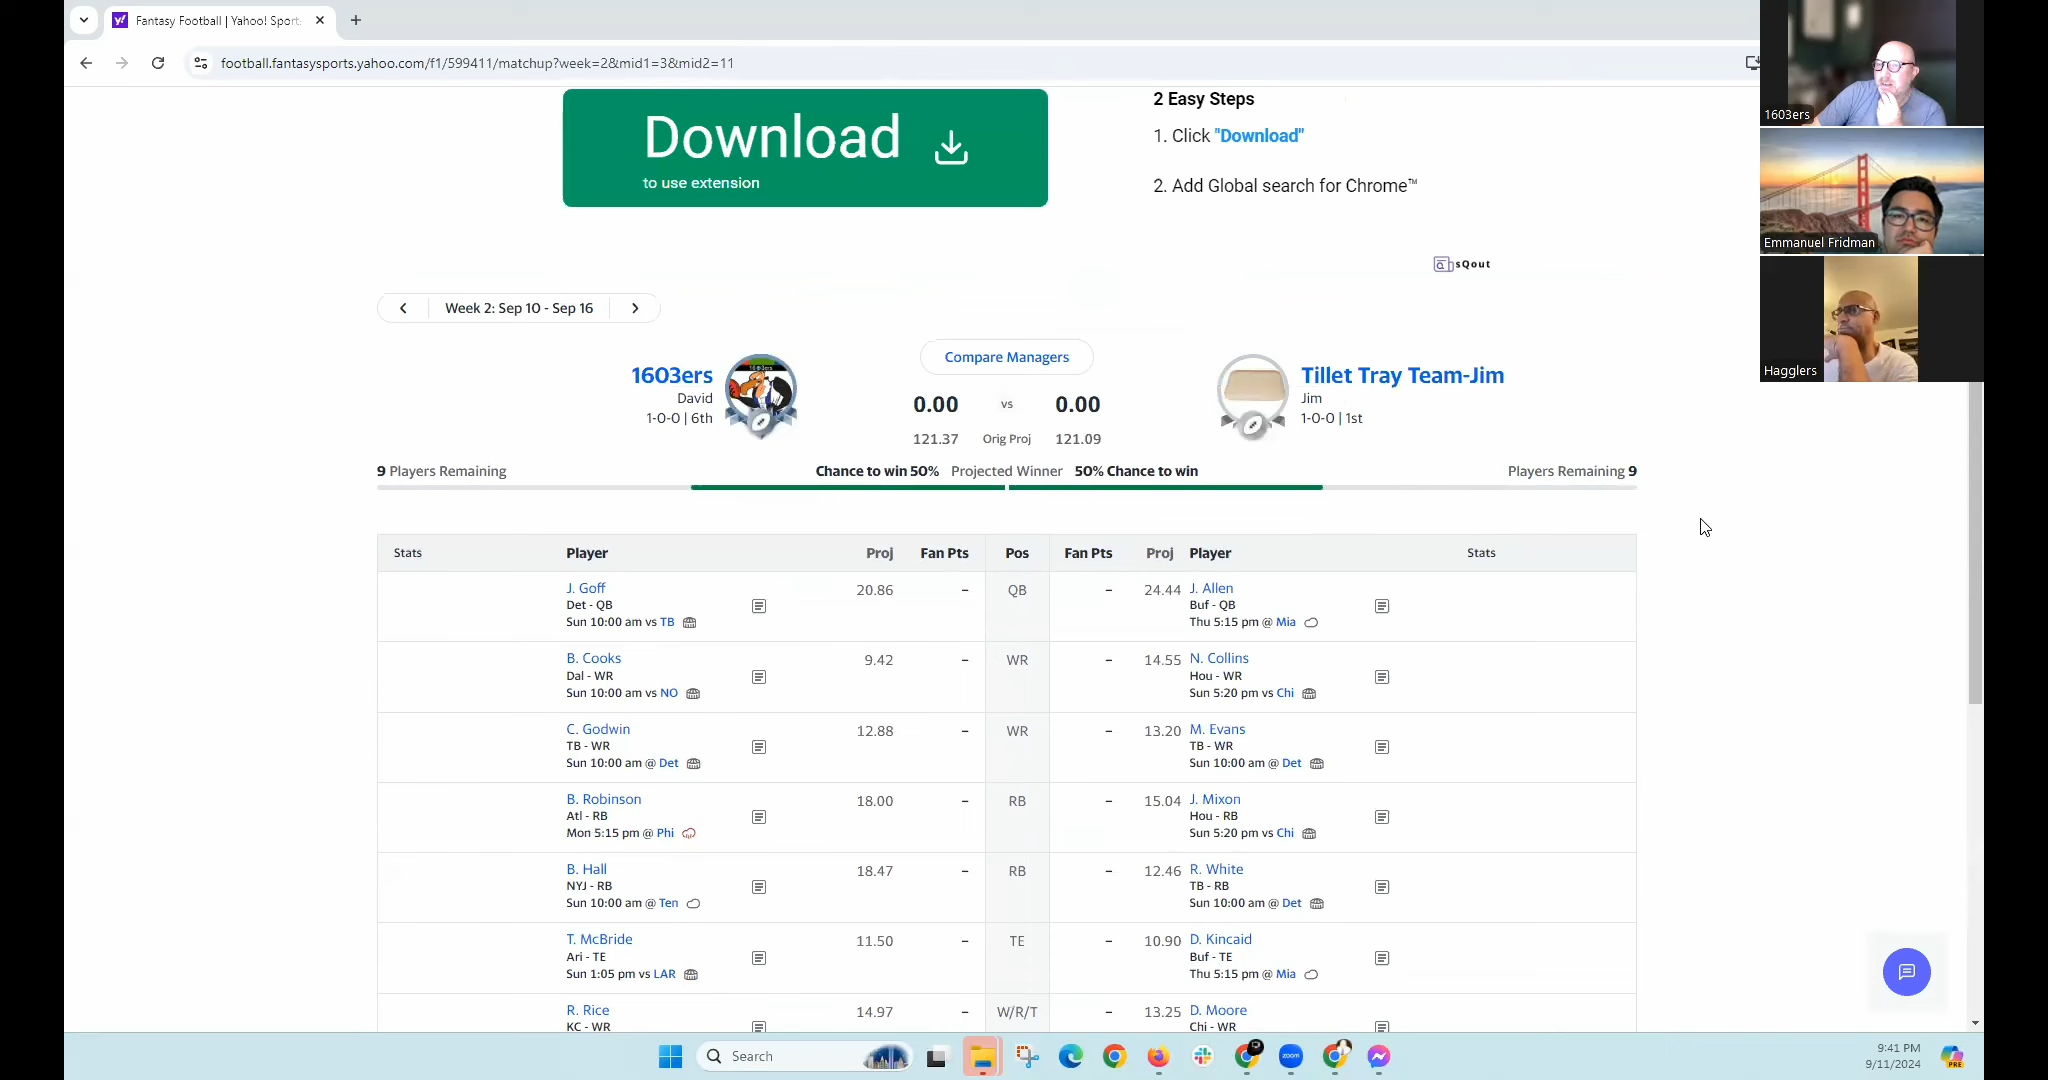 Fantasy Football | Yahoo! Sport
football.fantasysports.yahoo.com/f1/599411/matchup?week=2&mid1=3&mid2=11
Download
to use extension
2 Easy Steps
1. Click "Download"
2. Add Global search for Chrome™
sQout
Week 2: Sep 10 - Sep 16
Compare Managers
1603ers
David
1-0-0 | 6th
0.00 vs 0.00
121.37 Orig Proj 121.09
Tillet Tray Team-Jim
Jim
1-0-0 | 1st
9 Players Remaining
Chance to win 50% Projected Winner 50% Chance to win
Players Remaining 9
Stats Player Proj Fan Pts Pos Fan Pts Proj Player Stats
J. Goff 20.86 – QB – 24.44 J. Allen
Det - QB Buf - QB
Sun 10:00 am vs TB Thu 5:15 pm @ Mia
B. Cooks 9.42 – WR – 14.55 N. Collins
Dal - WR Hou - WR
Sun 10:00 am vs NO Sun 5:20 pm vs Chi
C. Godwin 12.88 – WR – 13.20 M. Evans
TB - WR TB - WR
Sun 10:00 am @ Det Sun 10:00 am @ Det
B. Robinson 18.00 – RB – 15.04 J. Mixon
Atl - RB Hou - RB
Mon 5:15 pm @ Phi Sun 5:20 pm vs Chi
B. Hall 18.47 – RB – 12.46 R. White
NYJ - RB TB - RB
Sun 10:00 am @ Ten Sun 10:00 am @ Det
T. McBride 11.50 – TE – 10.90 D. Kincaid
Ari - TE Buf - TE
Sun 1:05 pm vs LAR Thu 5:15 pm @ Mia
R. Rice 14.97 – W/R/T – 13.25 D. Moore
KC - WR Chi - WR
1603ers
Emmanuel Fridman
Hagglers
Search
zoom
9:41 PM
9/11/2024
PRE